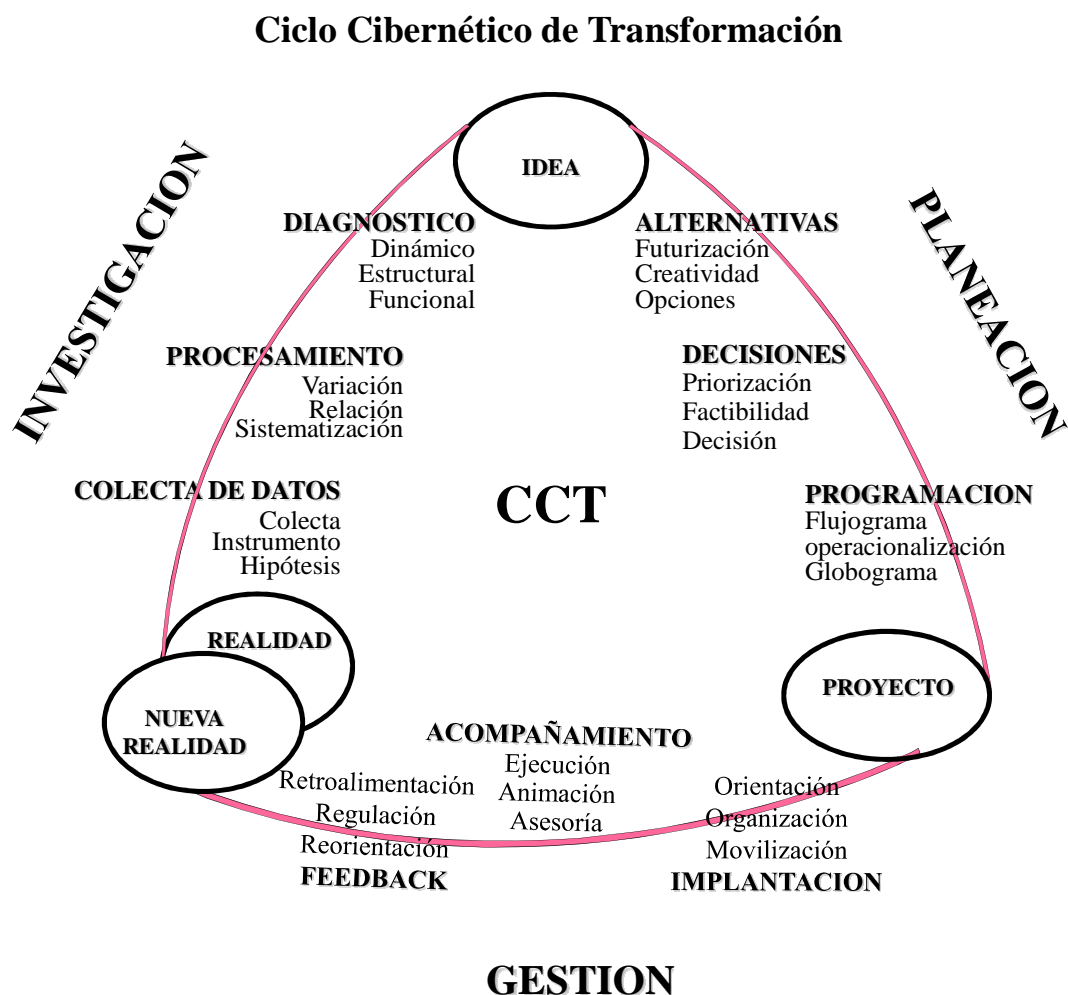 Ciclo Cibernético de Transformación
IDEA
INVESTIGACION
PLANEACION
DIAGNOSTICO
Dinámico
Estructural
Funcional
ALTERNATIVAS
Futurización
Creatividad
Opciones
PROCESAMIENTO
Variación
Relación
Sistematización
DECISIONES
Priorización
Factibilidad
Decisión
COLECTA DE DATOS
Colecta
Instrumento
Hipótesis
CCT
PROGRAMACION
Flujograma
operacionalización
Globograma
REALIDAD
NUEVA
REALIDAD
PROYECTO
ACOMPAÑAMIENTO
Ejecución
Animación
Asesoría
Retroalimentación
Regulación
Reorientación
FEEDBACK
Orientación
Organización
Movilización
IMPLANTACION
GESTION